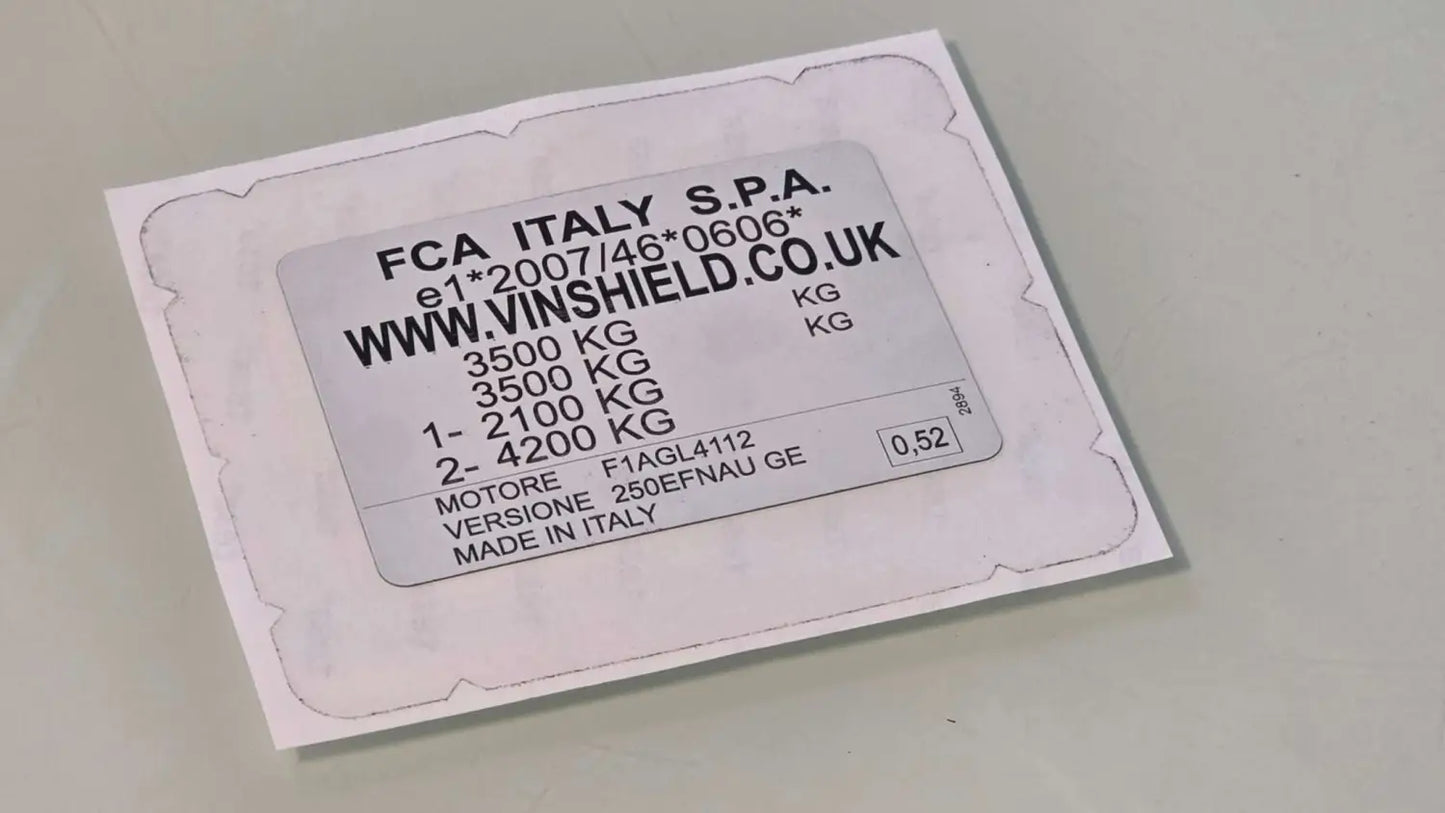 FCA ITALY S.P.A.
e1*2007/46*0606*
WWW.VINSHIELD.CO.UK
3500 KG KG
3500 KG KG
1- 2100 KG
2- 4200 KG
2894
MOTORE F1AGL4112
VERSIONE 250EFNAU GE
0,52
MADE IN ITALY